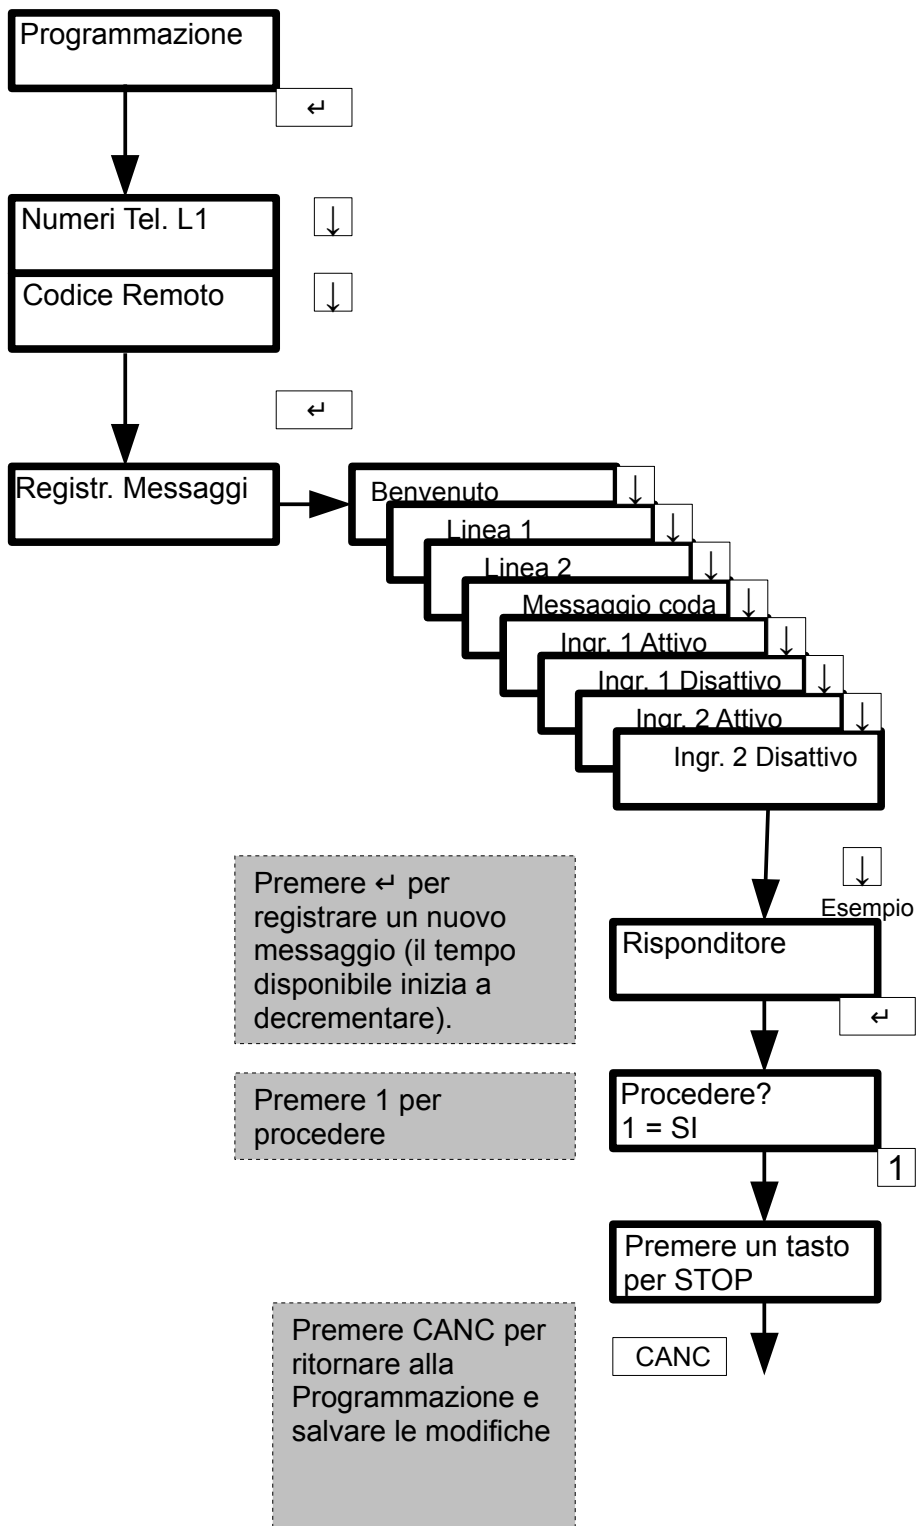 Programmazione
↵
Numeri Tel. L1
↓
Codice Remoto
↓
↵
Registr. Messaggi
Benvenuto
↓
Linea 1
↓
Linea 2
↓
Messaggio coda
↓
Ingr. 1 Attivo
↓
Ingr. 1 Disattivo
↓
Ingr. 2 Attivo
↓
Ingr. 2 Disattivo
↓
Esempio
Premere ↵ per
registrare un nuovo
messaggio (il tempo
disponibile inizia a
decrementare).
Risponditore
↵
Premere 1 per
procedere
Procedere?
1 = SI
1
Premere un tasto
per STOP
Premere CANC per
ritornare alla
Programmazione e
salvare le modifiche
CANC